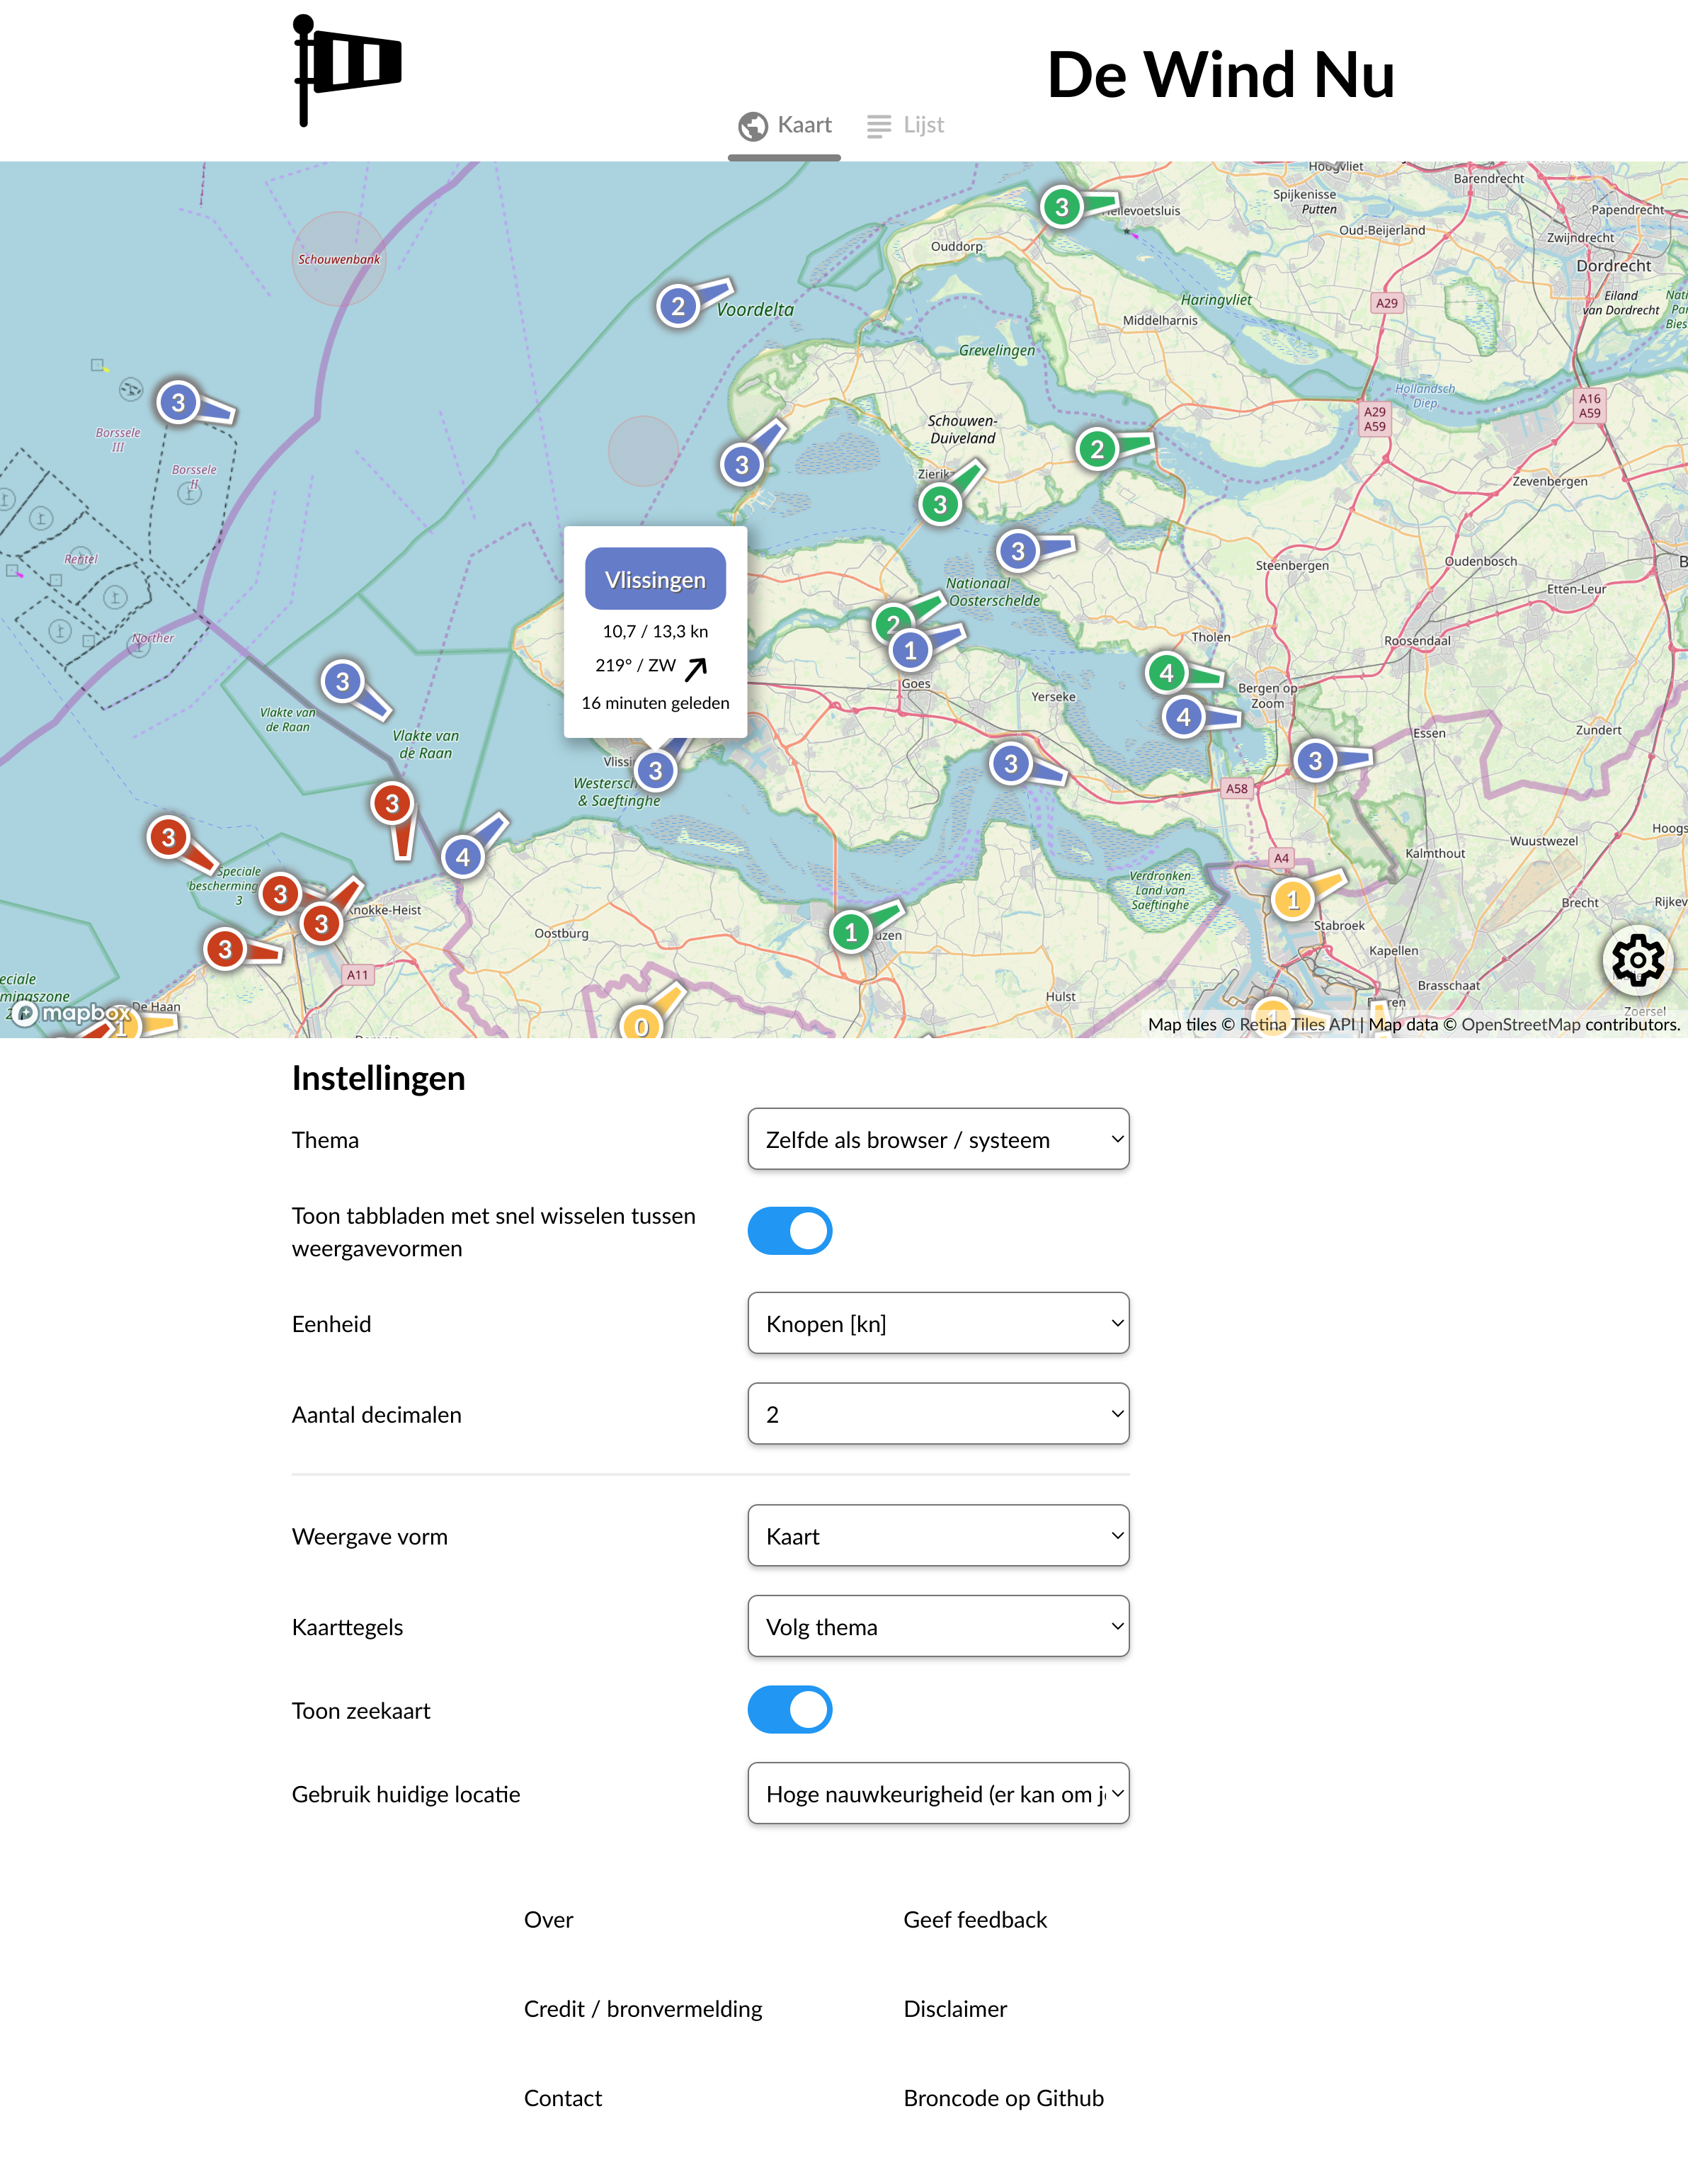 De Wind Nu
Kaart
Lijst
Hoogvliet
Barendrecht
Spijkenisse
Putten
Papendrecht
Oud-Beijerland
Zwijndrecht
Dordrecht
Eiland
van Dordrecht
3
Ouddorp
Schouwenbank
2
Voordelta
Haringvliet
A29
Middelharnis
Grevelingen
Hollandsch
Diep
A16
A59
A29
A59
3
Borssele
III
Borssele
II
Schouwen-
Duiveland
2
3
3
Zevenbergen
3
Rentel
Steenbergen
Oudenbosch
Etten-Leur
Nationaal
Oosterschelde
Vlissingen
10,7 / 13,3 kn
219° / ZW
16 minuten geleden
2
1
Norther
Tholen
Roosendaal
Goes
Yerseke
4
Bergen op
Zoom
4
3
Vlakte van
de Raan
Vlakte van
de Raan
Essen
Zundert
3
3
3
A58
& Saeftinghe
3
3
4
A4
Kalmthout
Wuustwezel
Speciale
3
3
3
Knokke-Heist
Verdronken
Land van
Saeftinghe
1
Brecht
Stabroek
3
Oostburg
1
Kapellen
A11
Brasschaat
Hulst
De Haan
mapbox
1
0
1
Zoersel
Map tiles © Retina Tiles API | Map data © OpenStreetMap contributors.
Instellingen
Thema
Zelfde als browser / systeem
Toon tabbladen met snel wisselen tussen
weergavevormen
Eenheid
Knopen [kn]
Aantal decimalen
2
Weergave vorm
Kaart
Kaarttegels
Volg thema
Toon zeekaart
Gebruik huidige locatie
Hoge nauwkeurigheid (er kan om
Over
Geef feedback
Credit / bronvermelding
Disclaimer
Contact
Broncode op Github